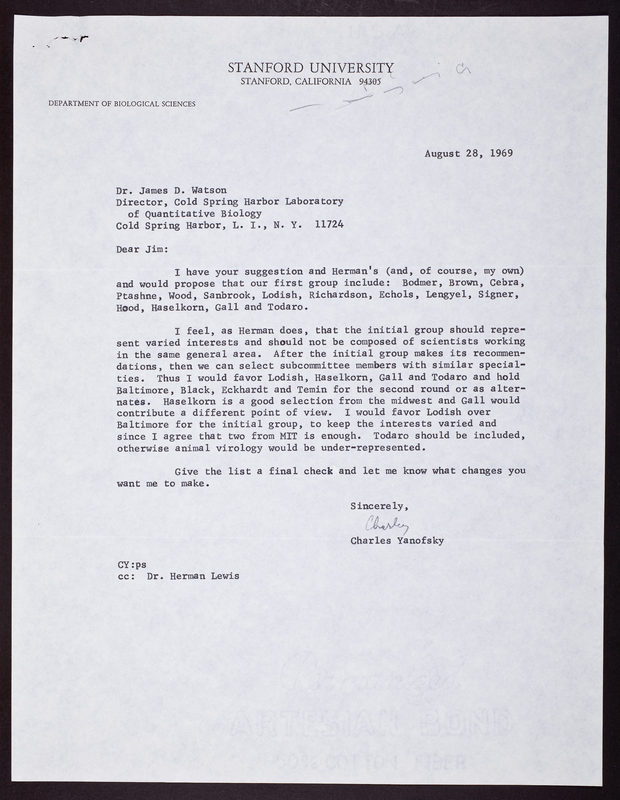 STANFORD UNIVERSITY
STANFORD, CALIFORNIA 94305
DEPARTMENT OF BIOLOGICAL SCIENCES
August 28, 1969
Dr. James D. Watson
Director, Cold Spring Harbor Laboratory
of Quantitative Biology
Cold Spring Harbor, L. I., N. Y. 11724
Dear Jim:
I have your suggestion and Herman's (and, of course, my own)
and would propose that our first group include: Bodmer, Brown, Cebra,
Ptashne, Wood, Sanbrook, Lodish, Richardson, Echols, Lengyel, Signer,
Hood, Haselkorn, Gall and Todaro.
I feel, as Herman does, that the initial group should repre-
sent varied interests and should not be composed of scientists working
in the same general area. After the initial group makes its recommen-
dations, then we can select subcommittee members with similar special-
ties. Thus I would favor Lodish, Haselkorn, Gall and Todaro and hold
Baltimore, Black, Eckhardt and Temin for the second round or as alter-
nates. Haselkorn is a good selection from the midwest and Gall would
contribute a different point of view. I would favor Lodish over
Baltimore for the initial group, to keep the interests varied and
since I agree that two from MIT is enough. Todaro should be included,
otherwise animal virology would be under-represented.
Give the list a final check and let me know what changes you
want me to make.
Sincerely,
Charley
Charles Yanofsky
CY:ps
cc: Dr. Herman Lewis
ARTESIAN BOND